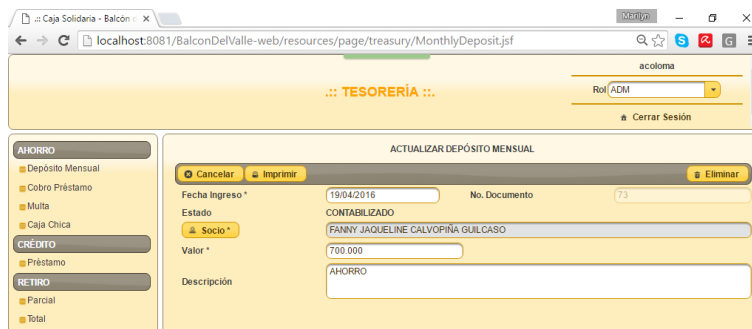 .:: Caja Solidaria - Balcón d
Marilyn
localhost:8081/BalconDelValle-web/resources/page/treasury/MonthlyDeposit.jsf
acoloma
.:: TESORERÍA ::.
Rol ADM
Cerrar Sesión
AHORRO
Depósito Mensual
Cobro Préstamo
Multa
Caja Chica
CRÉDITO
Préstamo
RETIRO
Parcial
Total
ACTUALIZAR DEPÓSITO MENSUAL
Cancelar Imprimir Eliminar
Fecha Ingreso * 19/04/2016 No. Documento 73
Estado CONTABILIZADO
Socio * FANNY JAQUELINE CALVOPIÑA GUILCASO
Valor * 700.000
Descripción AHORRO